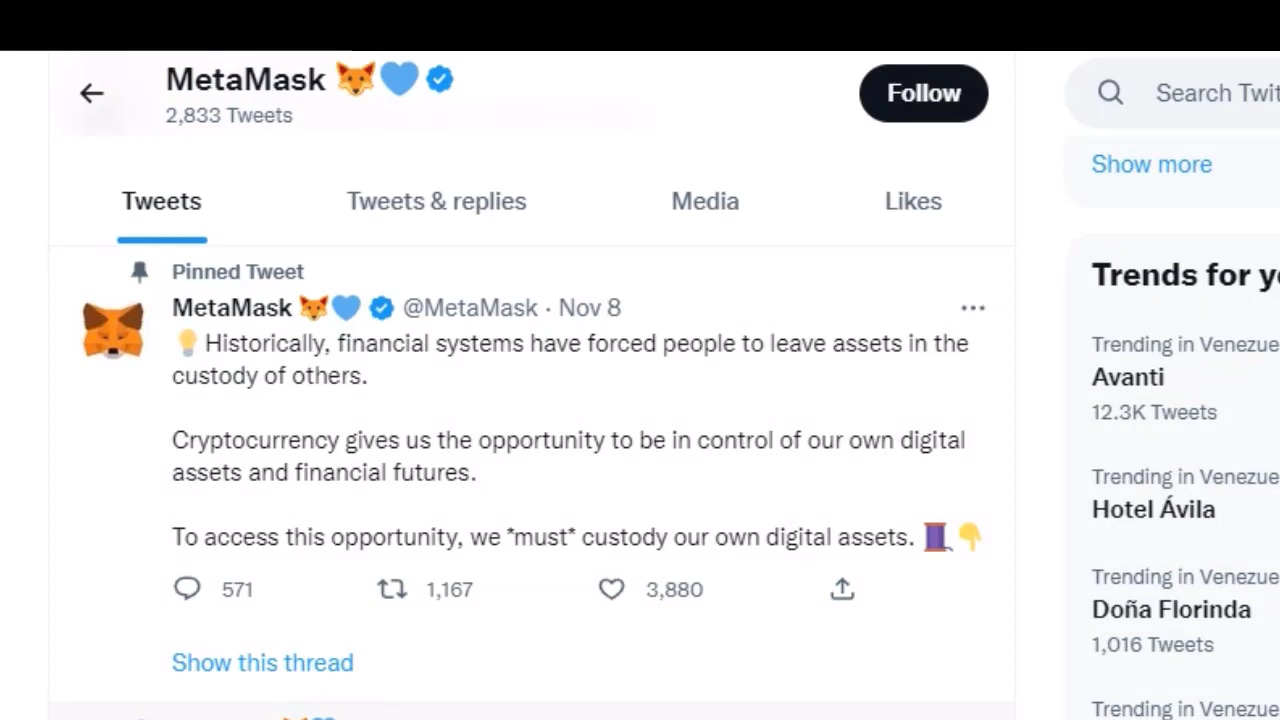 MetaMask 🦊💙
2,833 Tweets
Follow
Search Twit
Show more
Tweets
Tweets & replies
Media
Likes
Pinned Tweet
MetaMask 🦊💙 @MetaMask · Nov 8
💡Historically, financial systems have forced people to leave assets in the
custody of others.
Cryptocurrency gives us the opportunity to be in control of our own digital
assets and financial futures.
To access this opportunity, we *must* custody our own digital assets. 🧵👇
571
1,167
3,880
Show this thread
Trends for yo
Trending in Venezue
Avanti
12.3K Tweets
Trending in Venezue
Hotel Ávila
Trending in Venezue
Doña Florinda
1,016 Tweets
Trending in Venezue